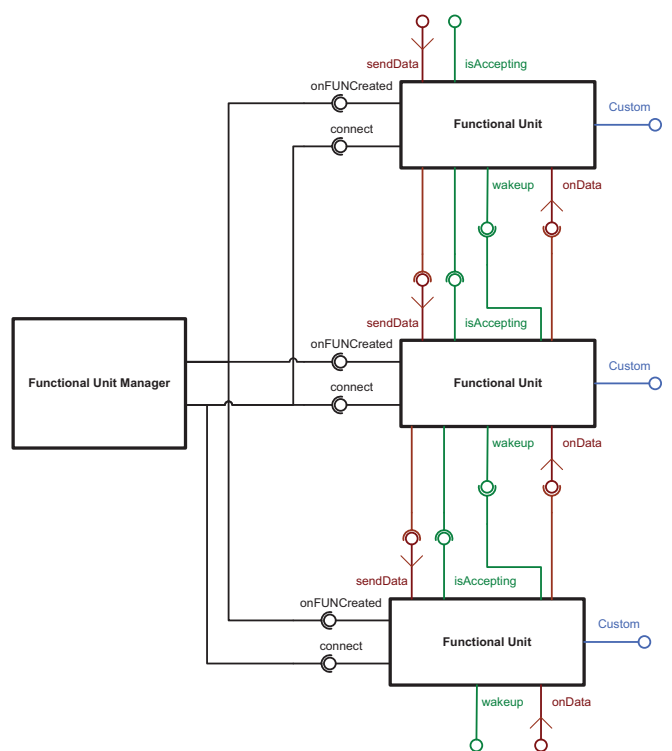 sendData
isAccepting
onFUNCreated
Custom
Functional Unit
connect
wakeup
onData
sendData
isAccepting
onFUNCreated
Custom
Functional Unit Manager
Functional Unit
connect
wakeup
onData
sendData
isAccepting
onFUNCreated
Custom
Functional Unit
connect
wakeup
onData